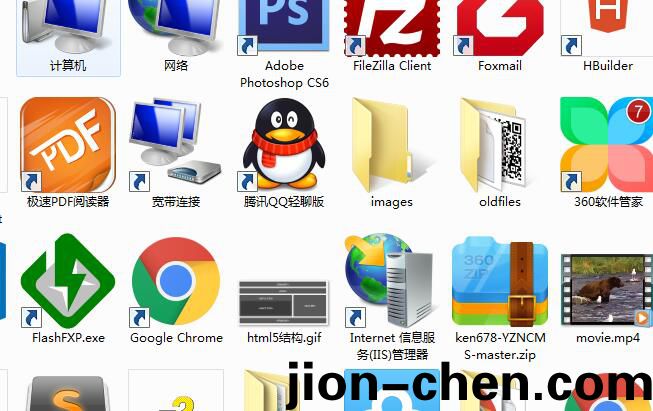 Ps
FZ
计算机
网络
Adobe
Photoshop CS6
FileZilla Client
Foxmail
HBuilder
PDF
7
极速PDF阅读器
宽带连接
腾讯QQ轻聊版
images
oldfiles
360软件管家
360
ZIP
FlashFXP.exe
Google Chrome
html5结构.gif
Internet 信息服
务(IIS)管理器
ken678-YZNCM
S-master.zip
movie.mp4
S
jion-chen.com